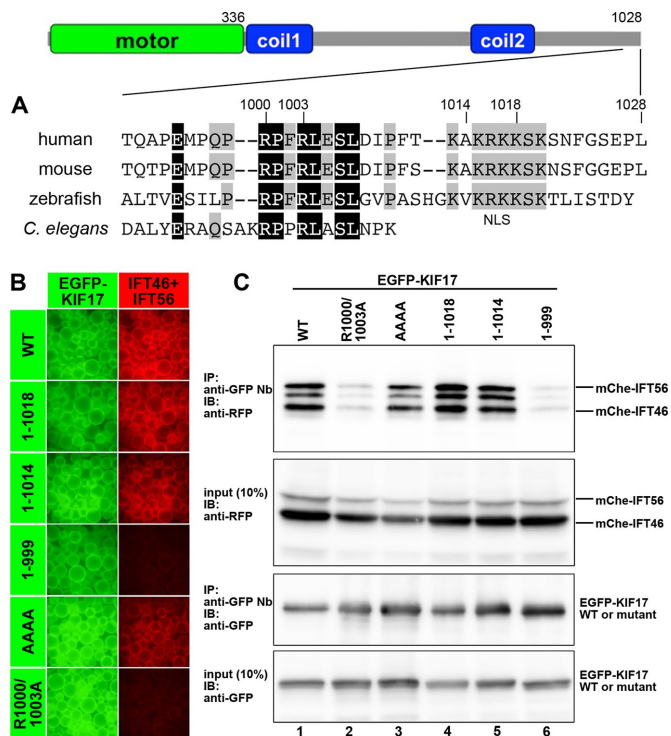 336
1028
motor
coil1
coil2
A
1000 1003 1014 1018 1028
human TQAPEMPQP--RPFRLESLDIPFT-KAKRKKSKSNFGSEPL
mouse TQTPEMPQP--RPFRLESLDIPFS-KAKRKKSKSNFGGEPL
zebrafish ALTVESILP--RPFRLESLGVPASHGKVKRKKSKTLISTDY
C. elegans DALYERAQSAKRPPRLASLNPK
NLS
B
EGFP-KIF17
IFT46+IFT56
WT
1-1018
1-1014
1-999
AAAA
R1000/1003A
C
EGFP-KIF17
WT
R1000/1003A
AAAA
1-1018
1-1014
1-999
IP:
anti-GFP Nb
IB:
anti-RFP
mChe-IFT56
mChe-IFT46
input (10%)
IB:
anti-RFP
mChe-IFT56
mChe-IFT46
IP:
anti-GFP Nb
IB:
anti-GFP
EGFP-KIF17
WT or mutant
input (10%)
IB:
anti-GFP
EGFP-KIF17
WT or mutant
1 2 3 4 5 6